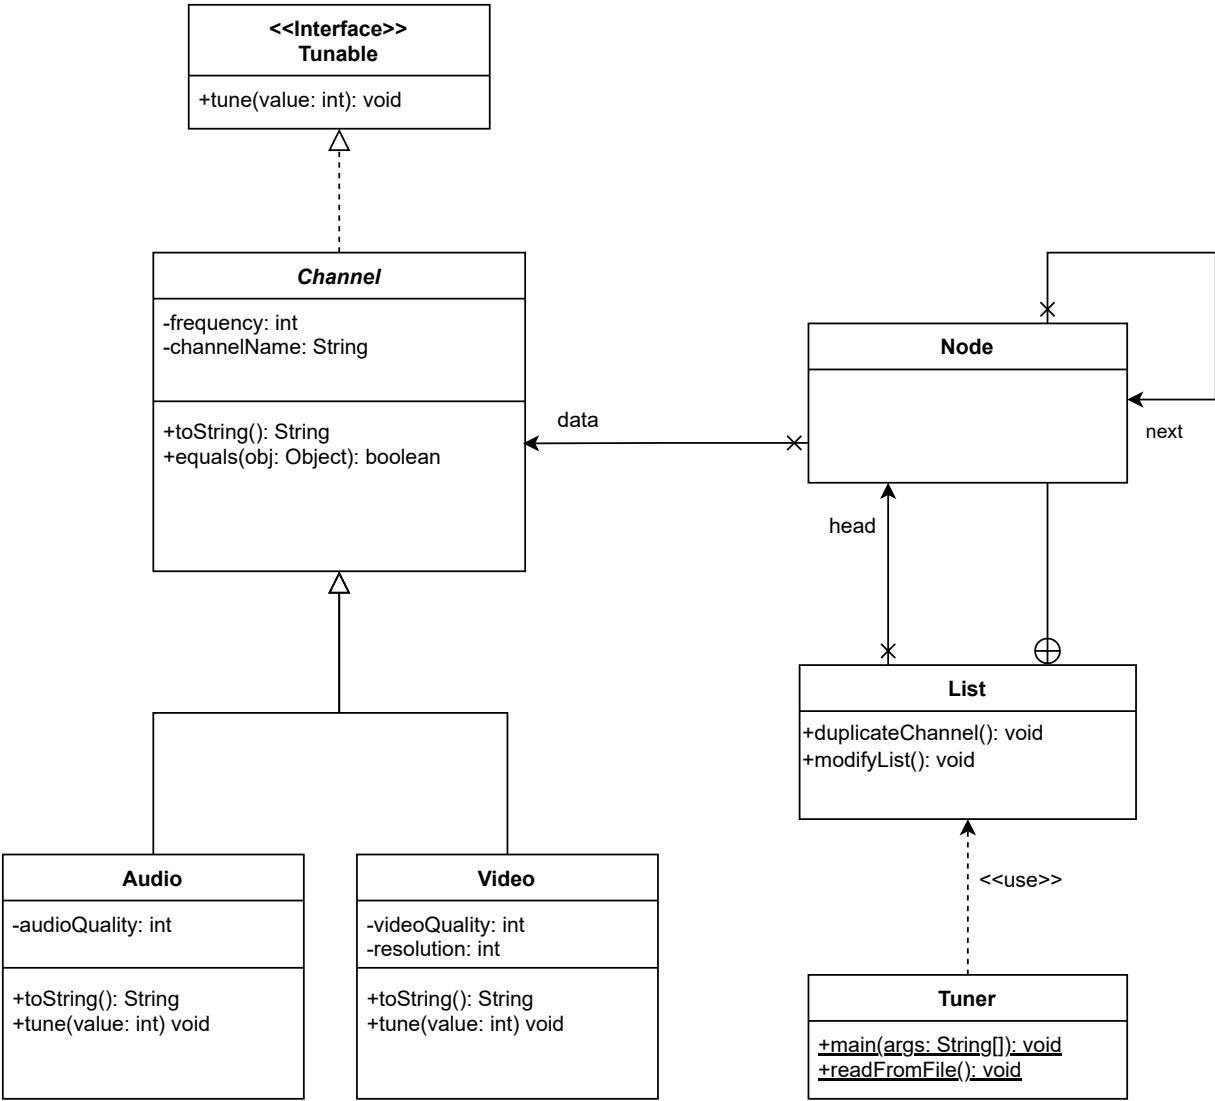 <<Interface>>
Tunable
+tune(value: int): void
Channel
-frequency: int
-channelName: String
+toString(): String
+equals(obj: Object): boolean
data
Node
next
head
List
+duplicateChannel(): void
+modifyList(): void
<<use>>
Audio
-audioQuality: int
+toString(): String
+tune(value: int) void
Video
-videoQuality: int
-resolution: int
+toString(): String
+tune(value: int) void
Tuner
+main(args: String[]): void
+readFromFile(): void